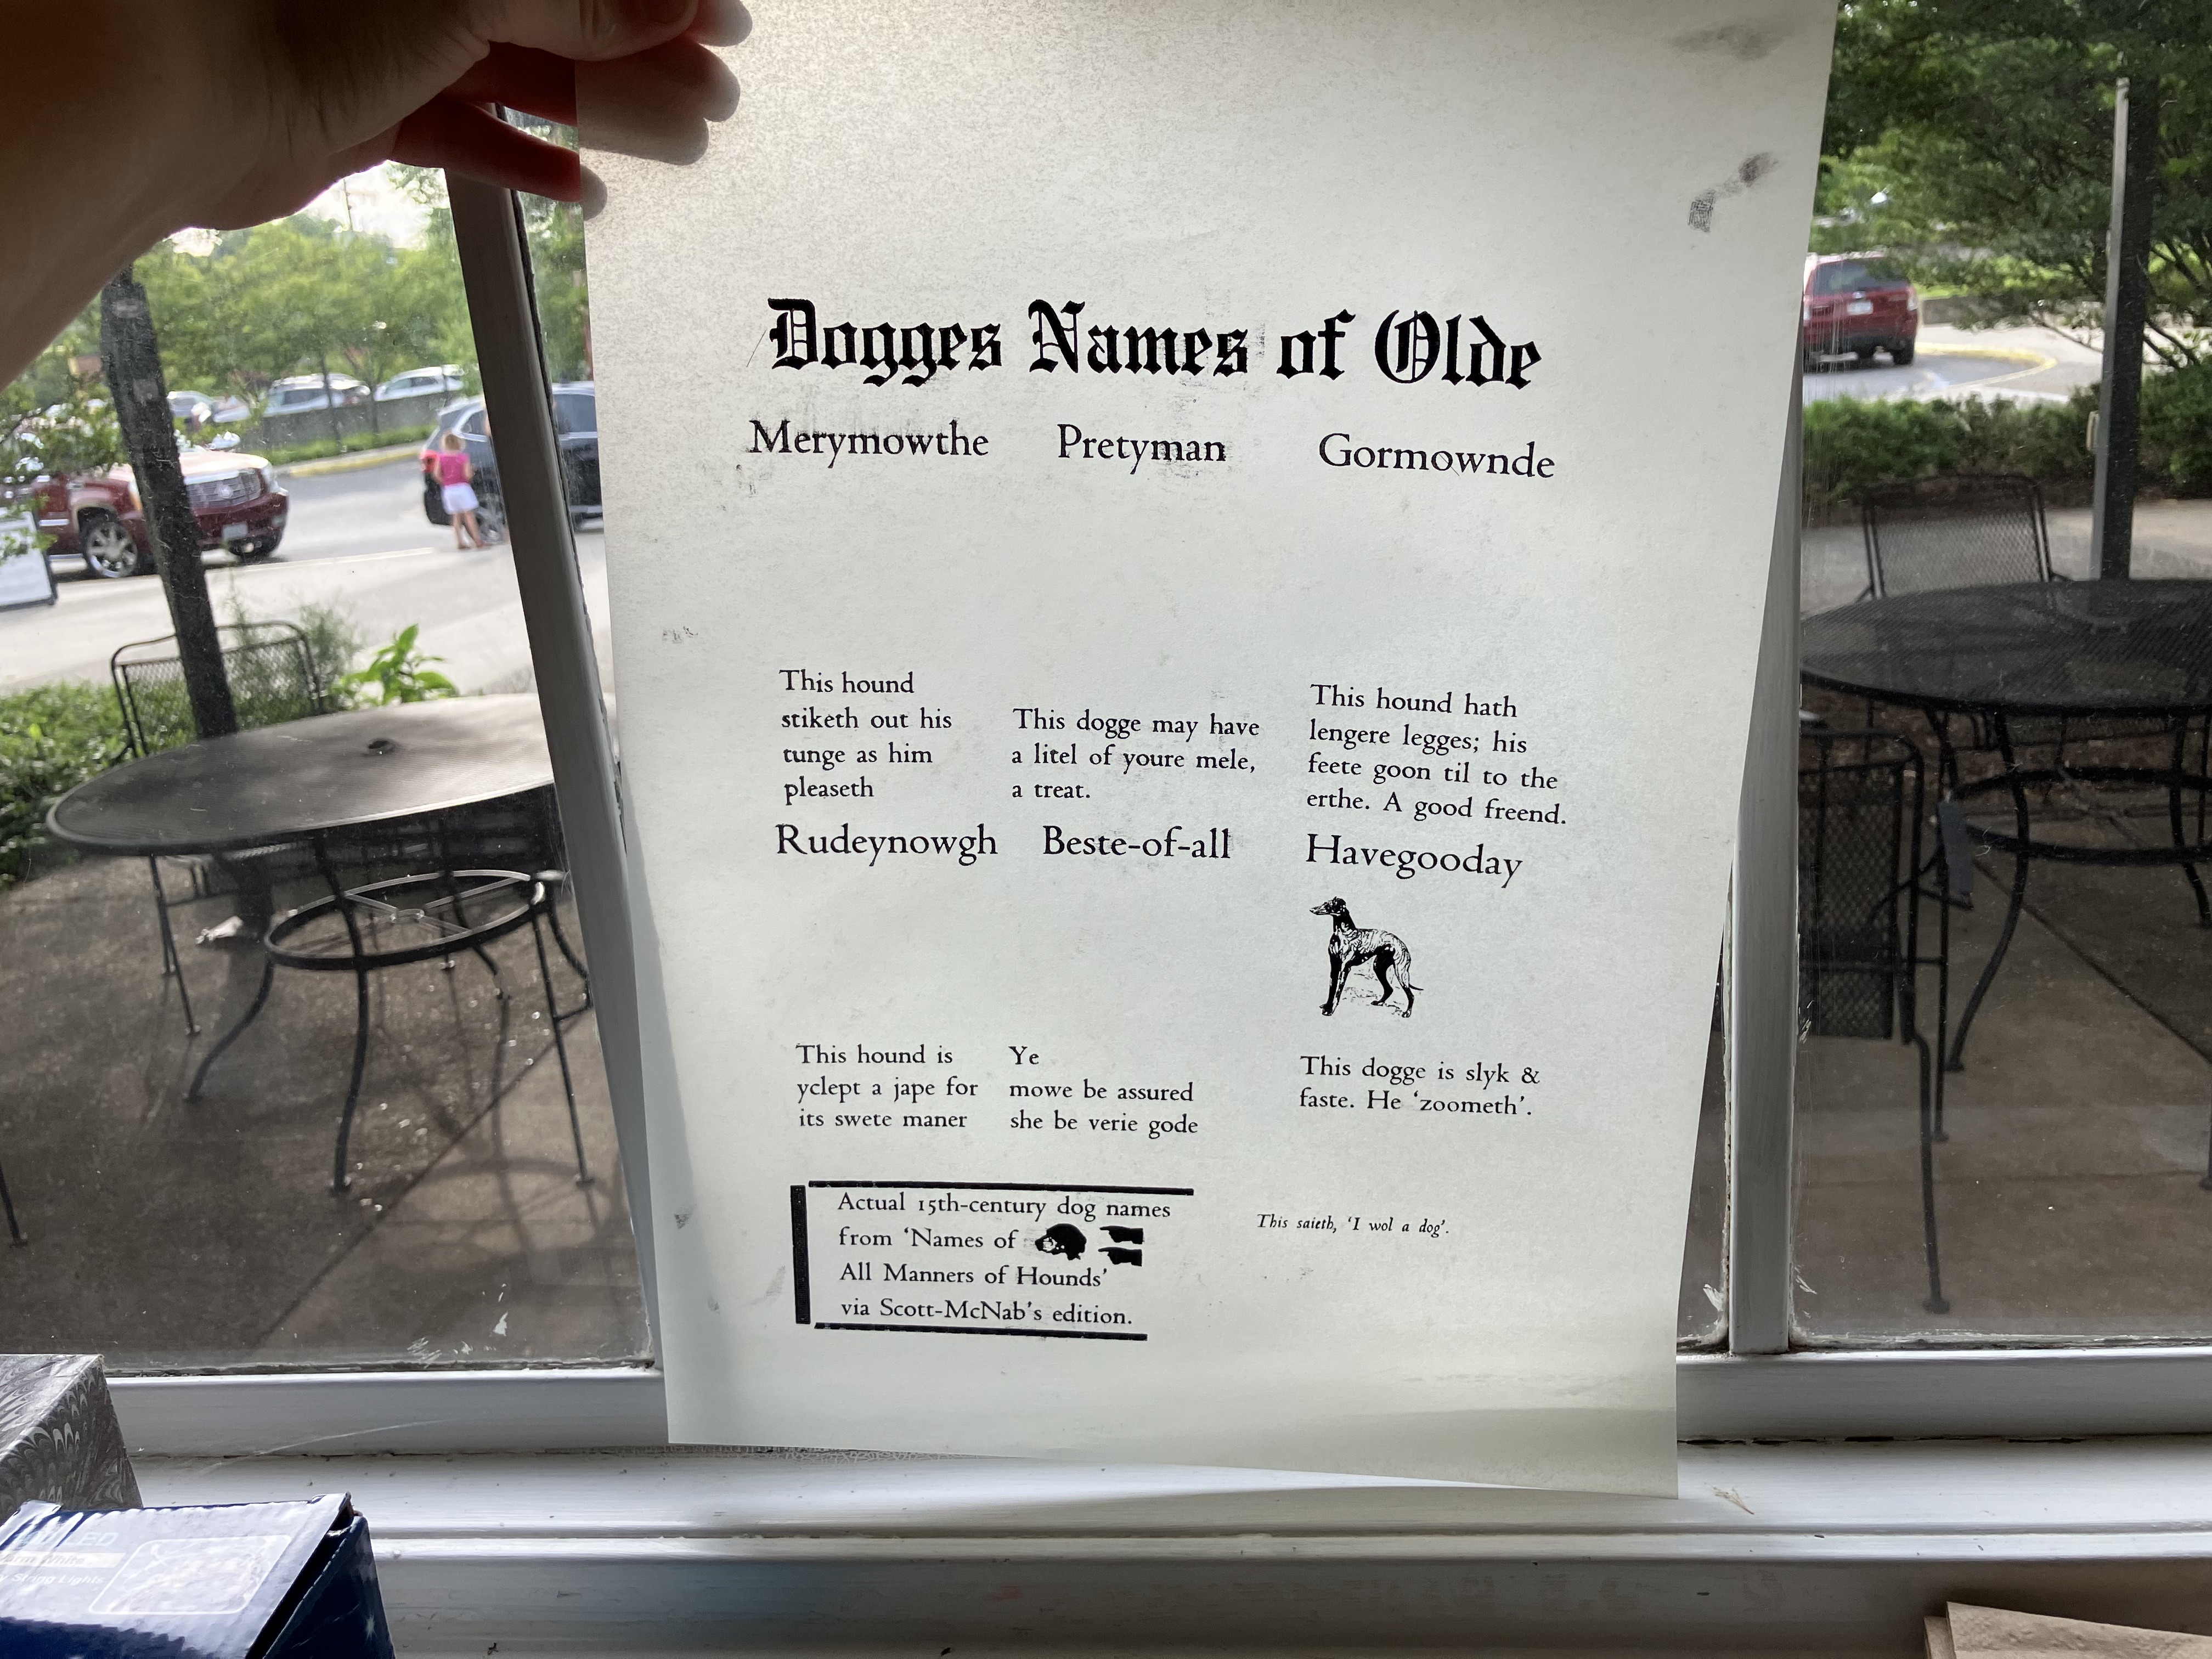 Dogges Names of Olde
Merymowthe Pretyman Gormownde
This hound
stiketh out his
tunge as him
pleaseth
This dogge may have
a litel of youre mele,
a treat.
This hound hath
lengere legges; his
feete goon til to the
erthe. A good freend.
Rudeynowgh Beste-of-all Havegooday
This hound is
yclept a jape for
its swete maner
Ye
mowe be assured
she be verie gode
This dogge is slyk &
faste. He ‘zoometh’.
Actual 15th-century dog names
from ‘Names of
All Manners of Hounds’
via Scott-McNab’s edition.
This saieth, ‘I wol a dog’.
LED
White
String Lights